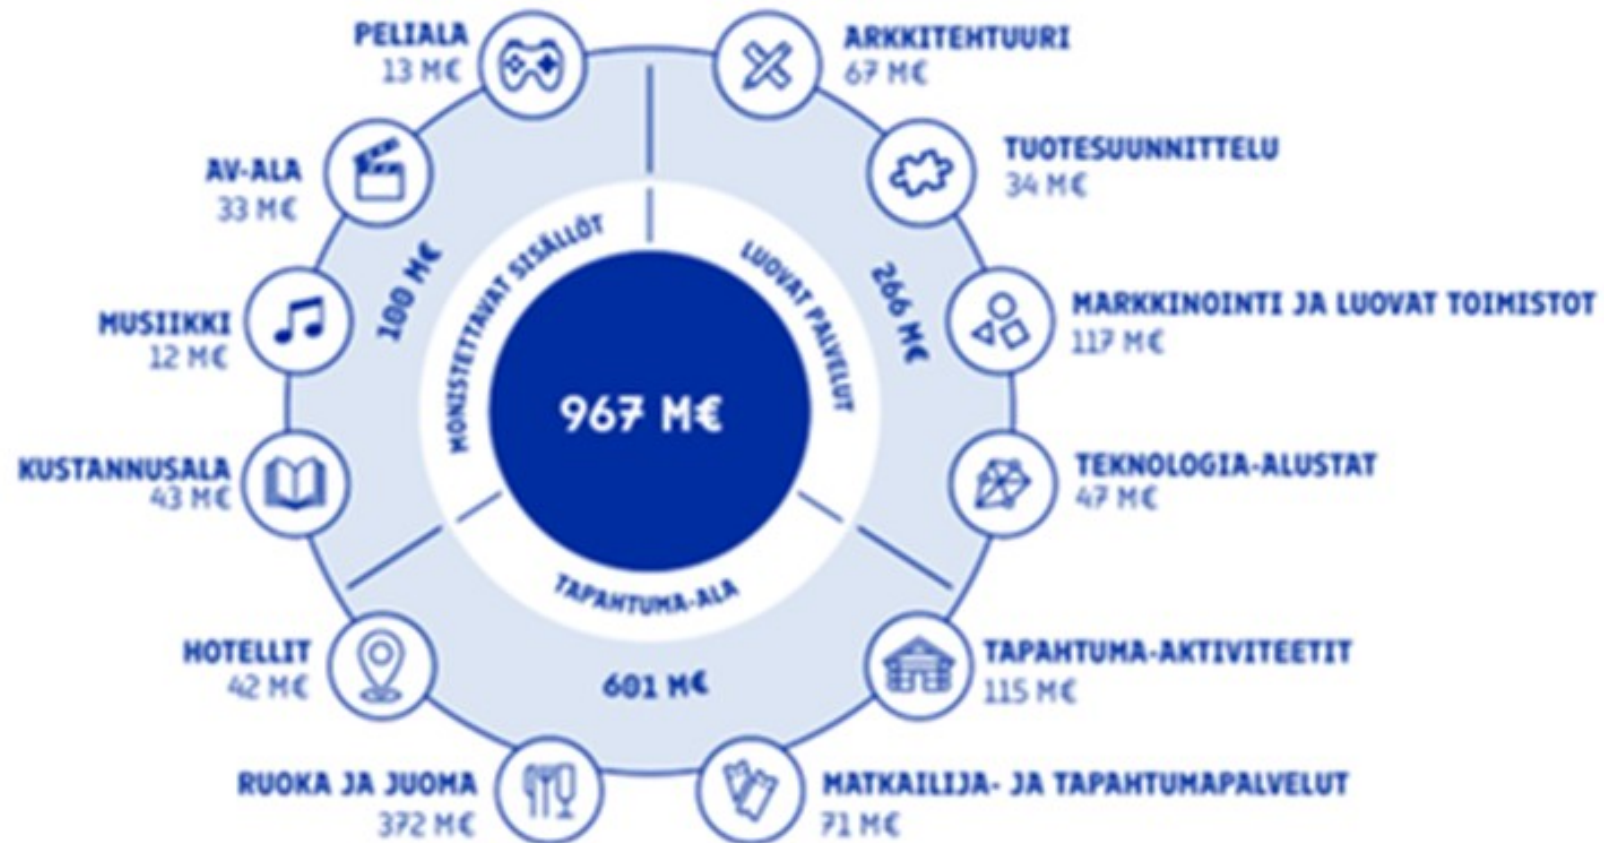 PELIALA
13 M€
ARKKITEHTUURI
67 M€
AV-ALA
33 M€
TUOTESUUNNITTELU
34 M€
MUSIIKKI
12 M€
MARKKINOINTI JA LUOVAT TOIMISTOT
117 M€
KUSTANNUSALA
43 M€
TEKNOLOGIA-ALUSTAT
47 M€
100 M€
MONISTETTAVAT SISÄLLÖT
LUOVAT PALVELUT
266 M€
967 M€
TAPAHTUMA-ALA
601 M€
HOTELLIT
42 M€
TAPAHTUMA-AKTIVITEETIT
115 M€
RUOKA JA JUOMA
372 M€
MATKAILIJA- JA TAPAHTUMAPALVELUT
71 M€